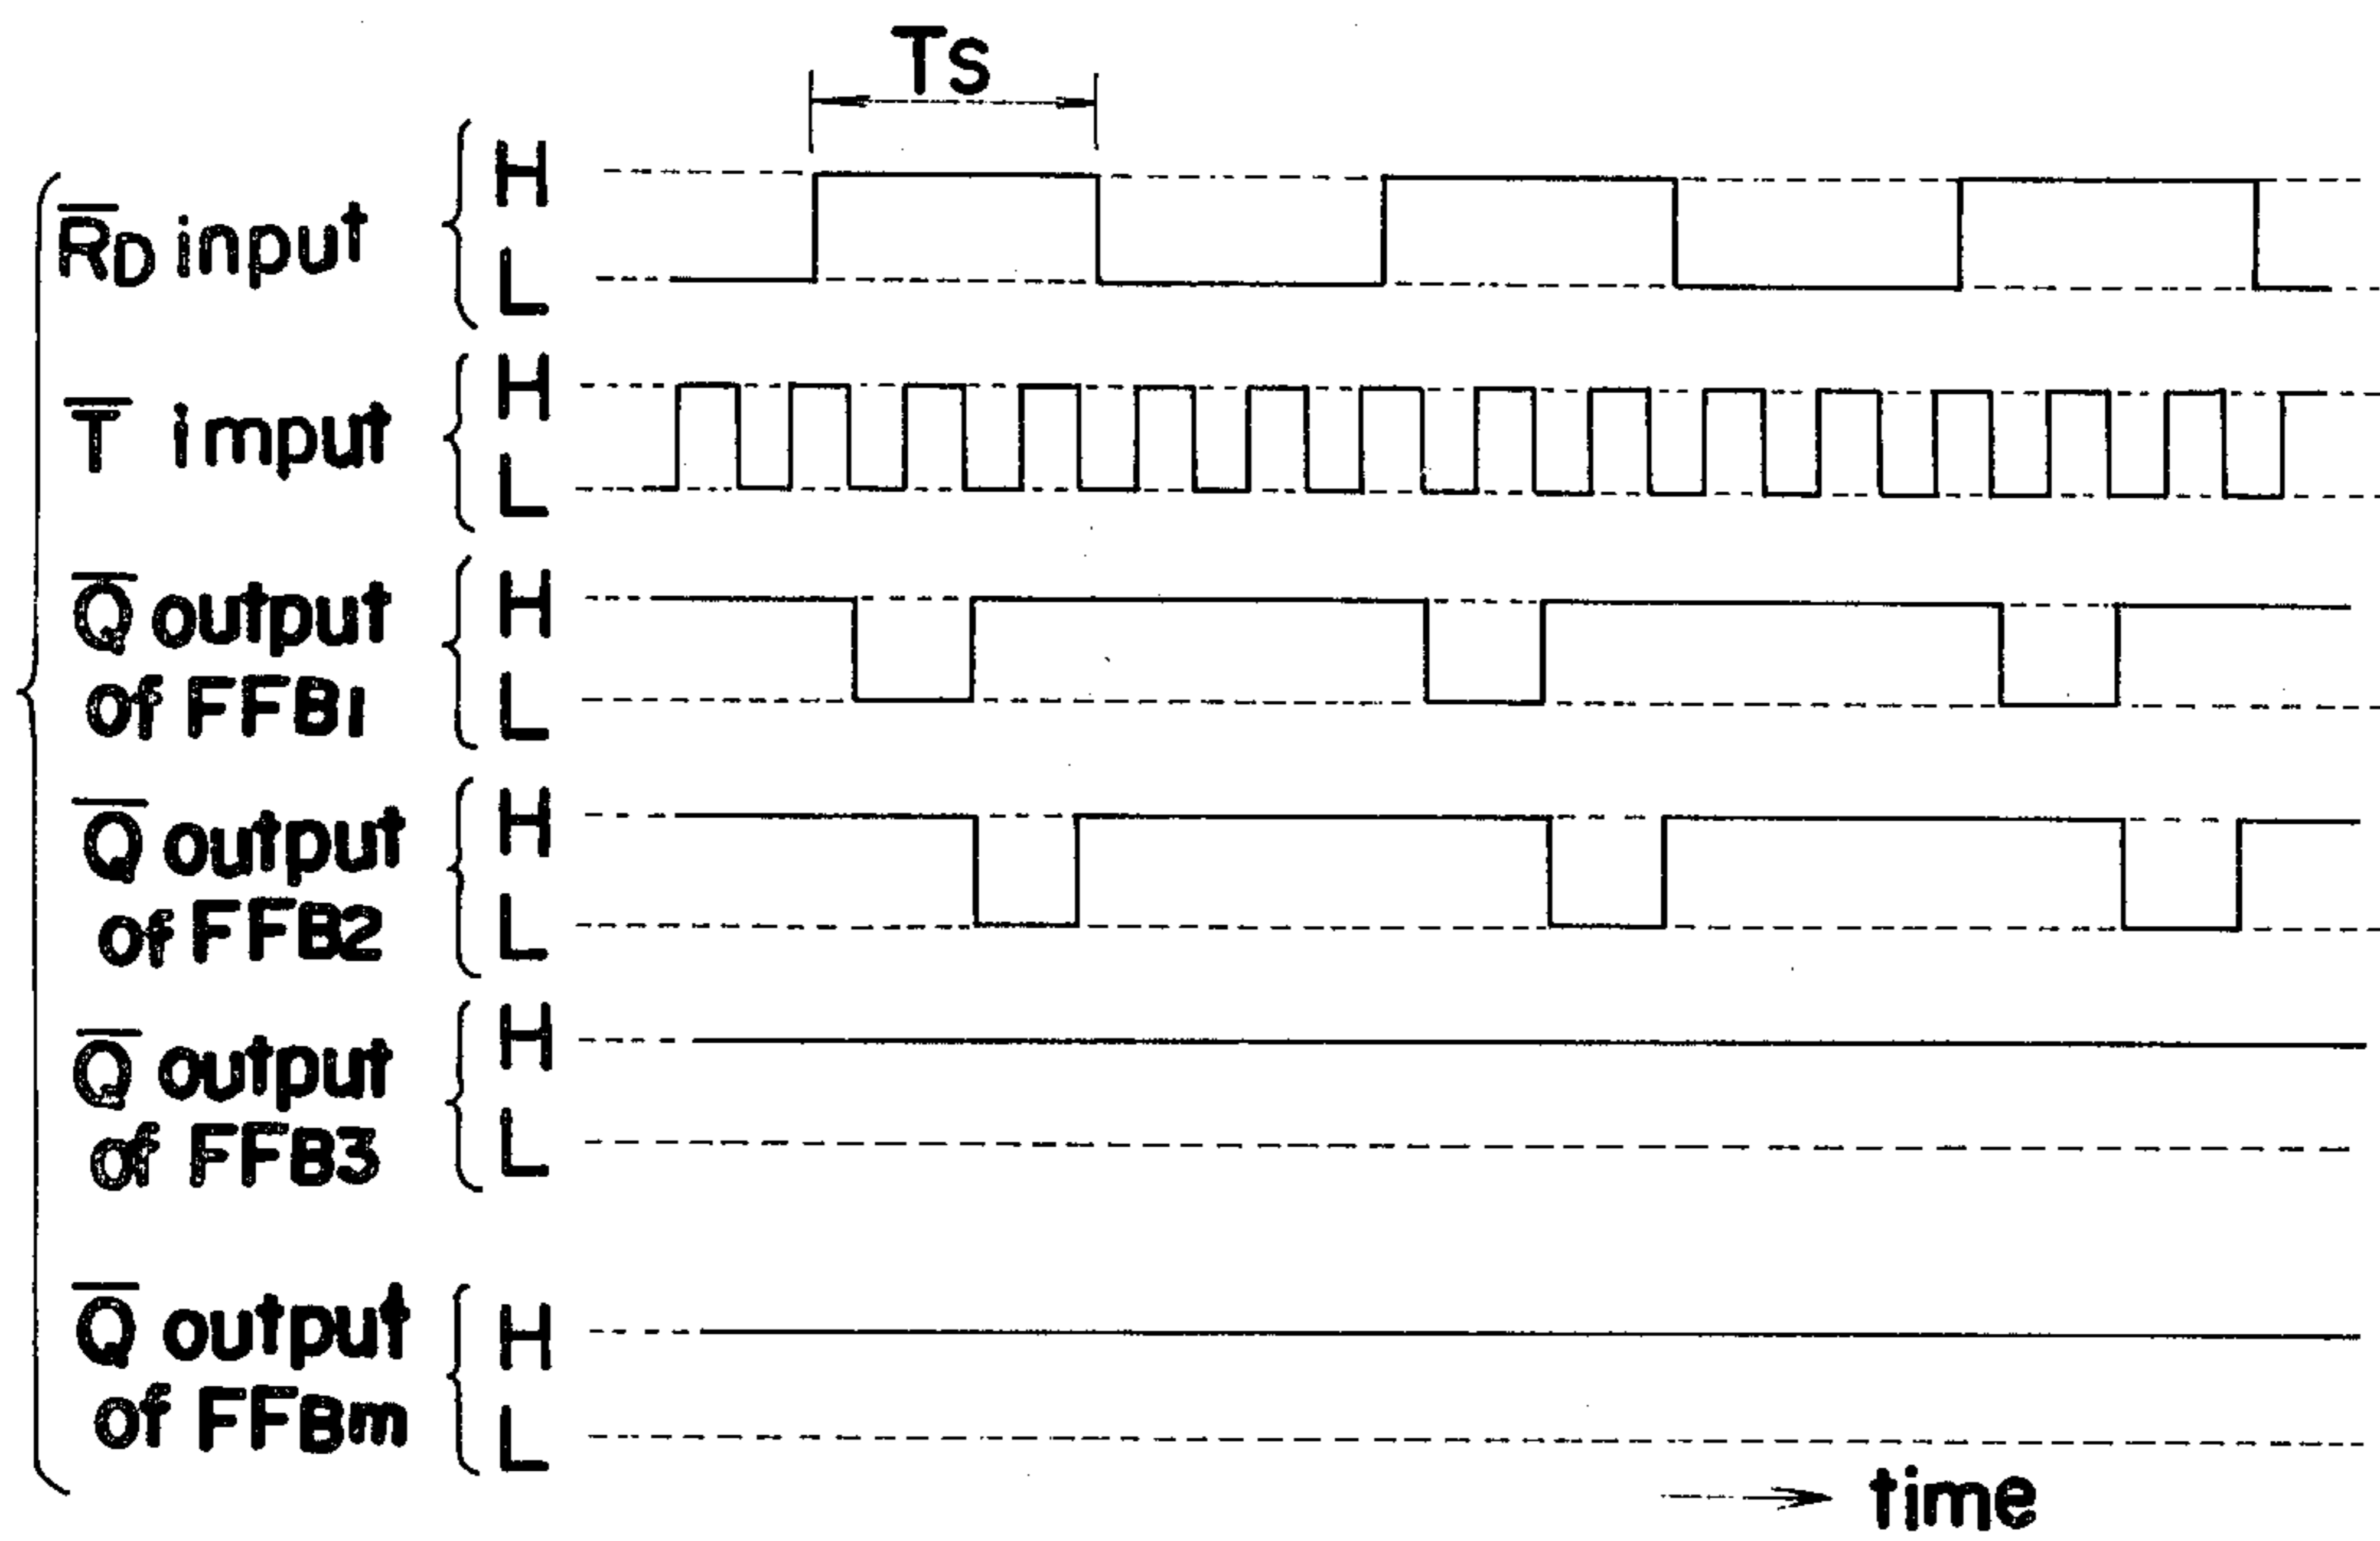 Ts
R̅D input
H
L
T̅ imput
H
L
Q̅ output
of FFB1
H
L
Q̅ output
of FFB2
H
L
Q̅ output
of FFB3
H
L
Q̅ output
of FFBm
H
L
time